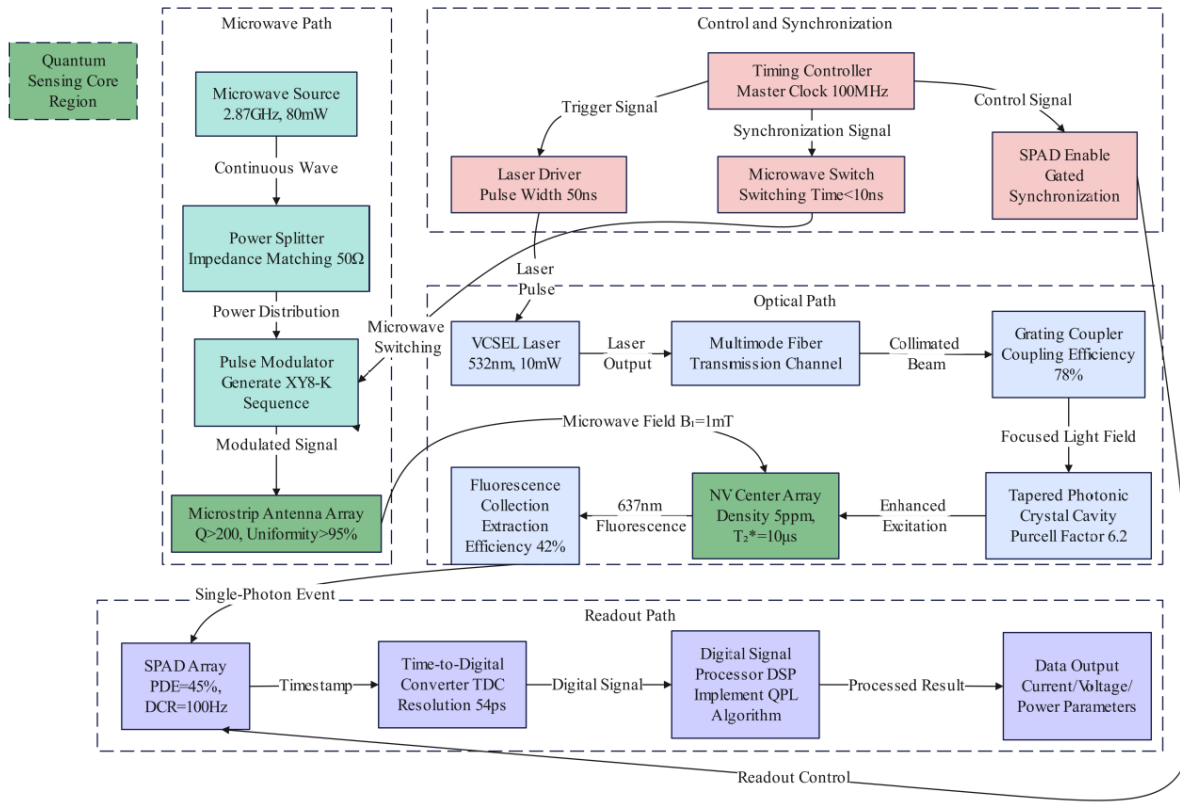 Quantum
Sensing Core
Region
Microwave Path
Microwave Source
2.87GHz, 80mW
Continuous Wave
Power Splitter
Impedance Matching 50Ω
Power Distribution
Pulse Modulator
Generate XY8-K
Sequence
Modulated Signal
Microstrip Antenna Array
Q>200, Uniformity>95%
Control and Synchronization
Timing Controller
Master Clock 100MHz
Trigger Signal
Synchronization Signal
Control Signal
Laser Driver
Pulse Width 50ns
Microwave Switch
Switching Time<10ns
SPAD Enable
Gated
Synchronization
Laser
Pulse
Microwave
Switching
Optical Path
VCSEL Laser
532nm, 10mW
Laser
Output
Multimode Fiber
Transmission Channel
Collimated
Beam
Grating Coupler
Coupling Efficiency
78%
Focused Light Field
Microwave Field B₁=1mT
Fluorescence
Collection
Extraction
Efficiency 42%
637nm
Fluorescence
NV Center Array
Density 5ppm,
T₂*=10μs
Enhanced
Excitation
Tapered Photonic
Crystal Cavity
Purcell Factor 6.2
Single-Photon Event
Readout Path
SPAD Array
PDE=45%,
DCR=100Hz
Timestamp
Time-to-Digital
Converter TDC
Resolution 54ps
Digital Signal
Digital Signal
Processor DSP
Implement QPL
Algorithm
Processed Result
Data Output
Current/Voltage/
Power Parameters
Readout Control